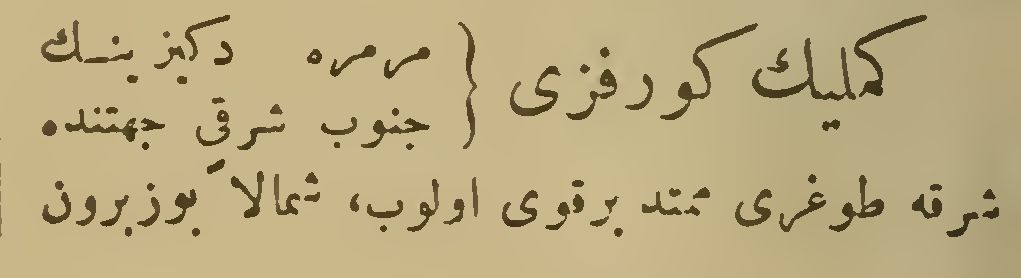 كمليك كورفزى { مرمره دكيزينك
جنوب شرقى جهتنده
شرقه طوغرى ممتد برقوى اولوب، شمالاً بوزبرون